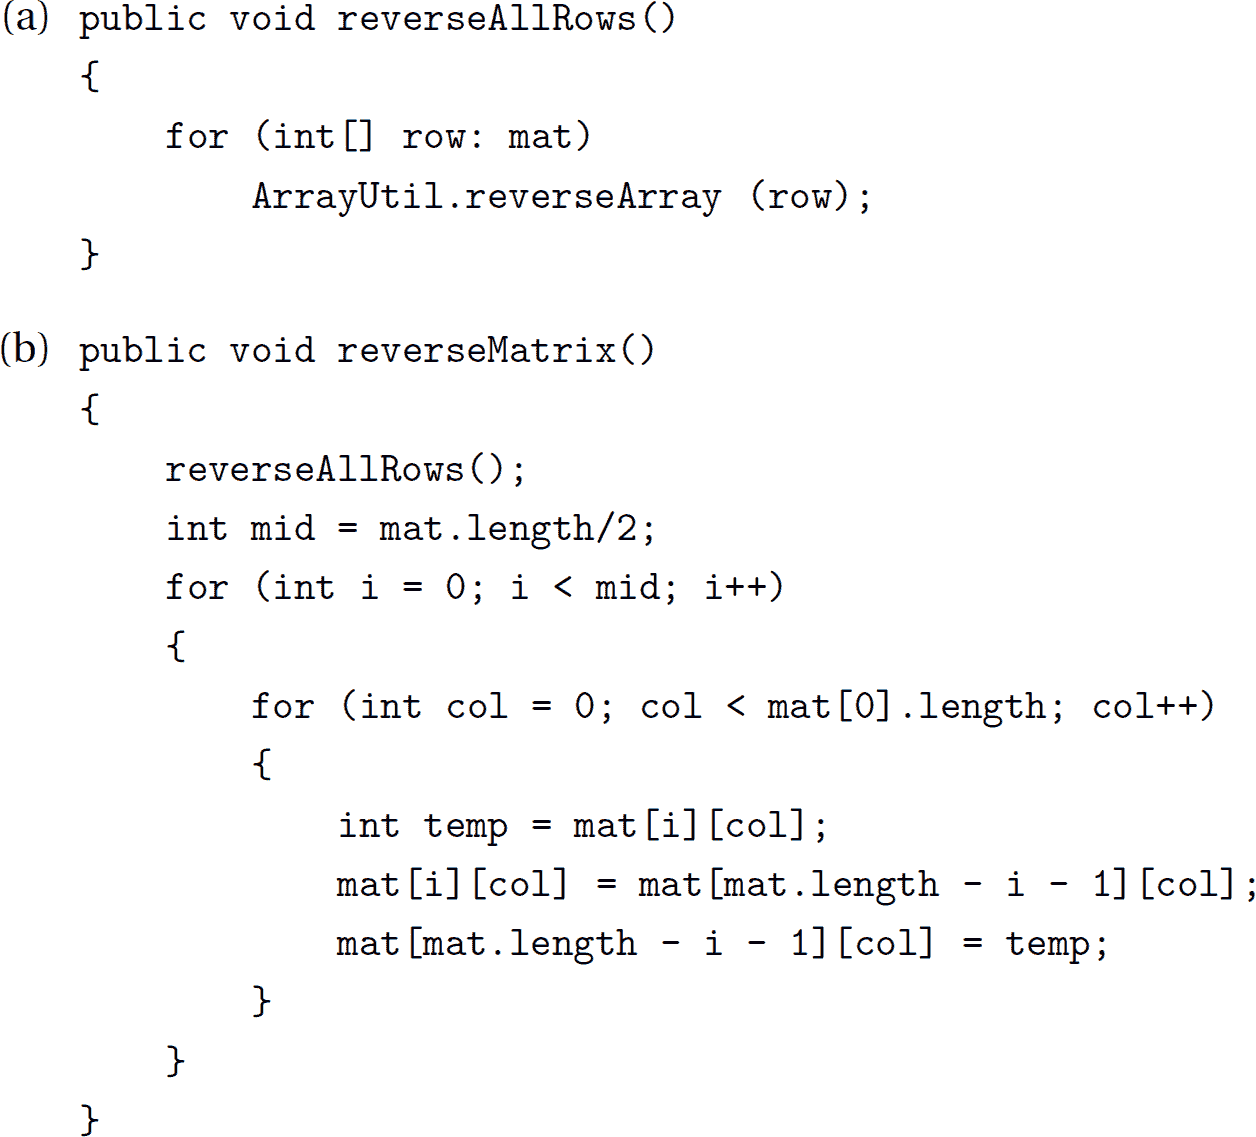 (a) public void reverseAllRows()
{
for (int[] row: mat)
ArrayUtil.reverseArray (row);
}
(b) public void reverseMatrix()
{
reverseAllRows();
int mid = mat.length/2;
for (int i = 0; i < mid; i++)
{
for (int col = 0; col < mat[0].length; col++)
{
int temp = mat[i][col];
mat[i][col] = mat[mat.length - i - 1][col];
mat[mat.length - i - 1][col] = temp;
}
}
}